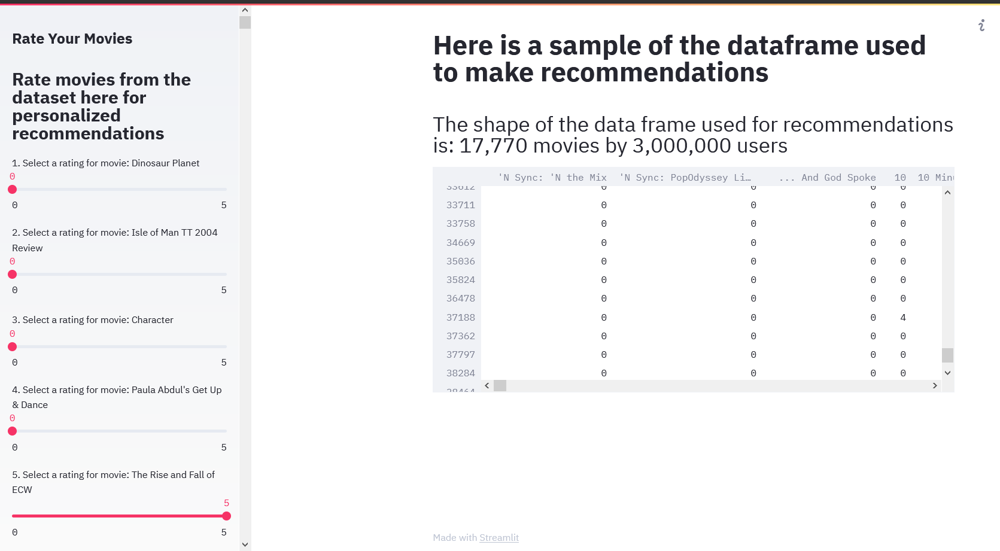 Rate Your Movies
Rate movies from the
dataset here for
personalized
recommendations
1. Select a rating for movie: Dinosaur Planet
0
0 5
2. Select a rating for movie: Isle of Man TT 2004
Review
0
0 5
3. Select a rating for movie: Character
0
0 5
4. Select a rating for movie: Paula Abdul's Get Up
& Dance
0
0 5
5. Select a rating for movie: The Rise and Fall of
ECW
5
0 5
Here is a sample of the dataframe used
to make recommendations
The shape of the data frame used for recommendations
is: 17,770 movies by 3,000,000 users
'N Sync: 'N the Mix 'N Sync: PopOdyssey Li… ... And God Spoke 10 10 Minu
33612 0 0 0 0
33711 0 0 0 0
33758 0 0 0 0
34669 0 0 0 0
35036 0 0 0 0
35824 0 0 0 0
36478 0 0 0 0
37188 0 0 0 4
37362 0 0 0 0
37797 0 0 0 0
38284 0 0 0 0
38464
Made with Streamlit